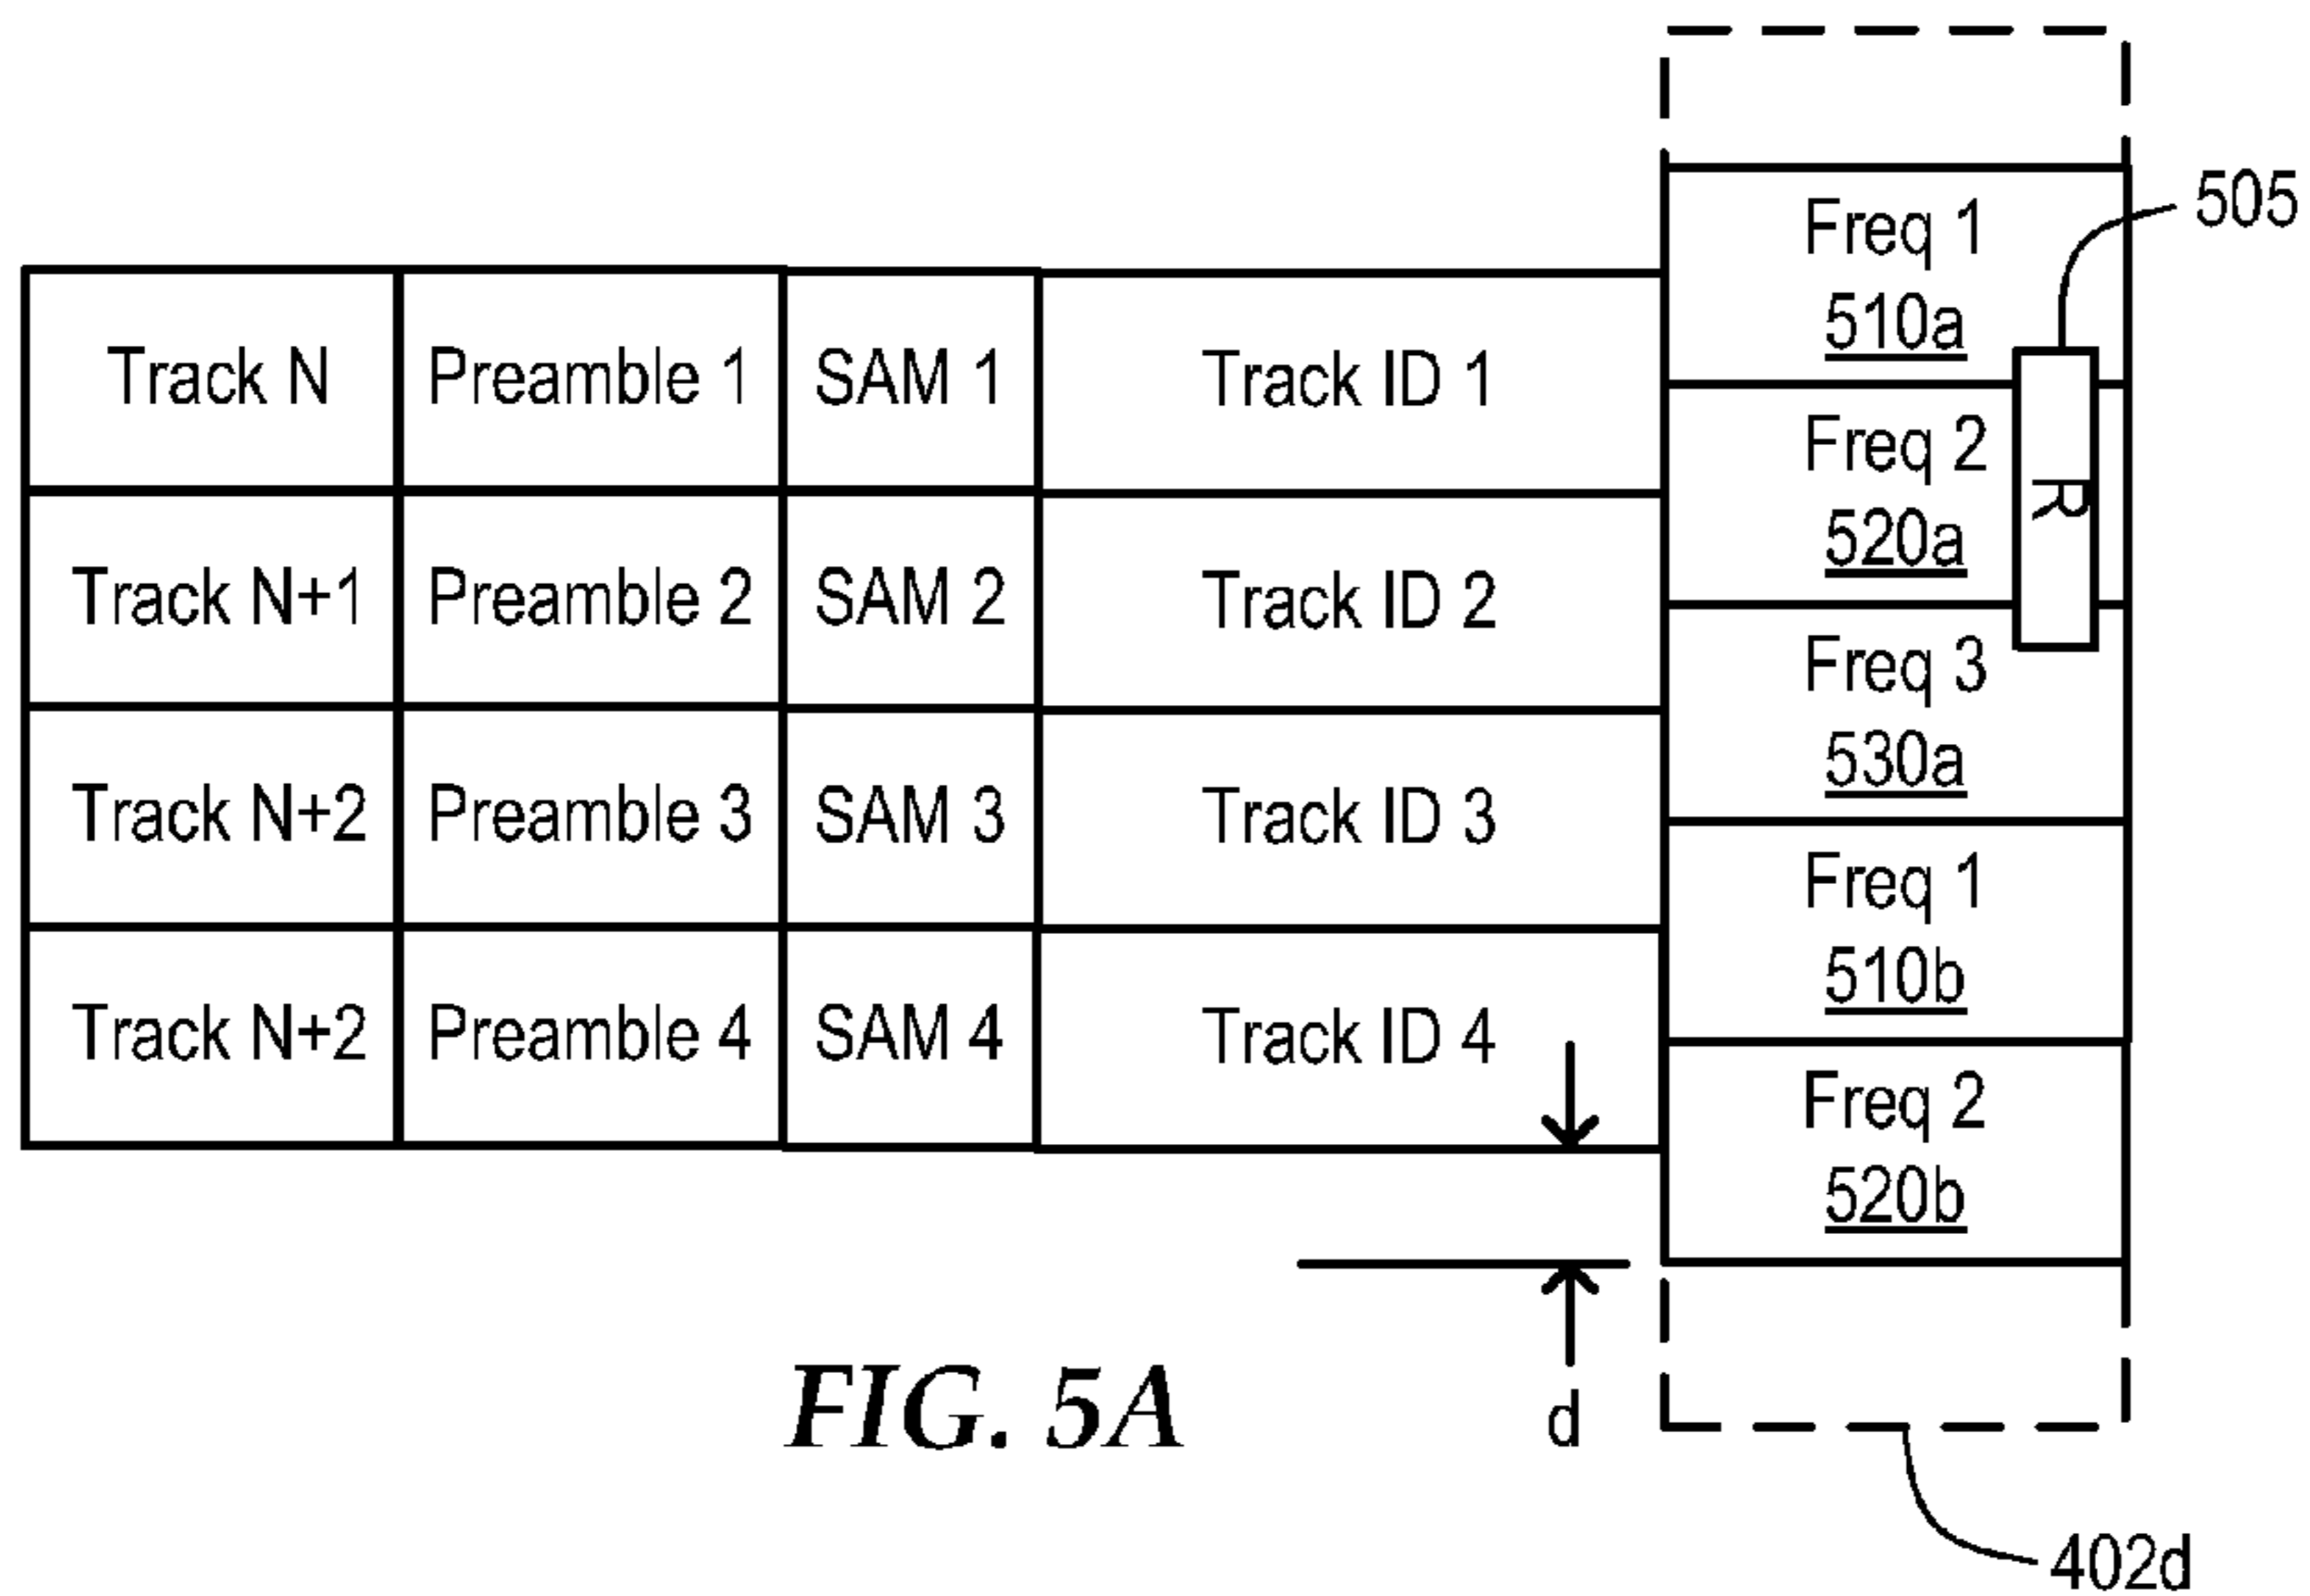 Freq 1
510a
505
Track N Preamble 1 SAM 1 Track ID 1
Freq 2
520a
R
Track N+1 Preamble 2 SAM 2 Track ID 2
Freq 3
530a
Track N+2 Preamble 3 SAM 3 Track ID 3
Freq 1
510b
Track N+2 Preamble 4 SAM 4 Track ID 4
Freq 2
520b
d
FIG. 5A
402d